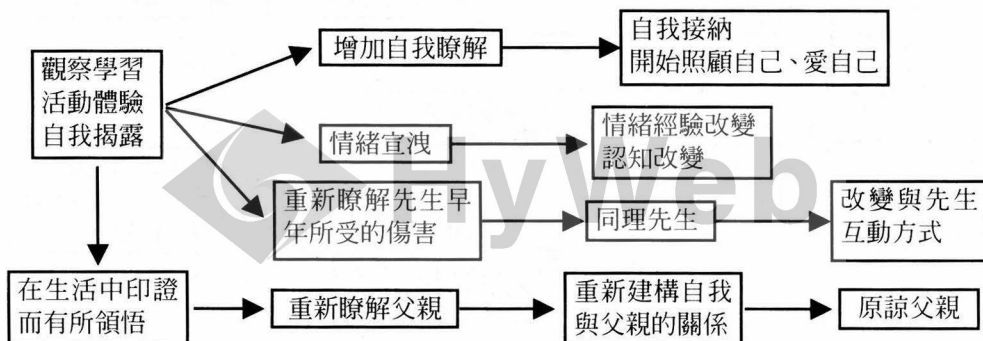 觀察學習
活動體驗
自我揭露
增加自我瞭解
自我接納
開始照顧自己、愛自己
情緒宣洩
情緒經驗改變
認知改變
重新瞭解先生早
年所受的傷害
同理先生
改變與先生
互動方式
在生活中印證
而有所領悟
重新瞭解父親
重新建構自我
與父親的關係
原諒父親
HyWeb